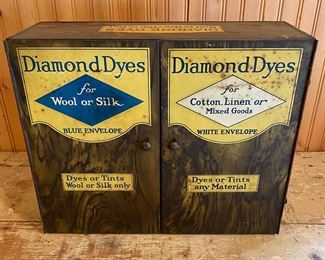 Diamond Dyes
for
Wool or Silk
BLUE ENVELOPE
Dyes or Tints
Wool or Silk only
Diamond Dyes
for
Cotton, Linen or
Mixed Goods
WHITE ENVELOPE
Dyes or Tints
any Material